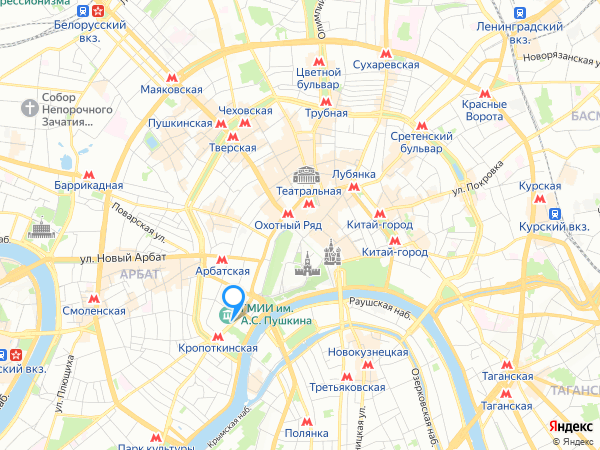 рессионизма
Белорусский
вкз.
Ленинградский
вкз.
Новорязанская у
Маяковская
Цветной
бульвар
Сухаревская
Собор
Непорочного
Зачатия...
Чеховская
Пушкинская
Тверская
Трубная
Красные
Ворота
Сретенский
бульвар
БАСМ
Баррикадная
Лубянка
Театральная
ул. Покровка
Курская
Поварская ул.
Охотный Ряд
Китай-город
Курский вкз.
Китай-город
наб.
ул. Новый Арбат
АРБАТ
Арбатская
Смоленская
МИИ им.
А.С. Пушкина
Раушская наб.
Кропоткинская
Новокузнецкая
нский вкз.
ул. Плющиха
Третьяковская
Озерковская
наб.
Таганская
ТАГАНС
Таганская
Крымская наб.
Полянка
ницкая ул.
Парк культуры
Яндекс